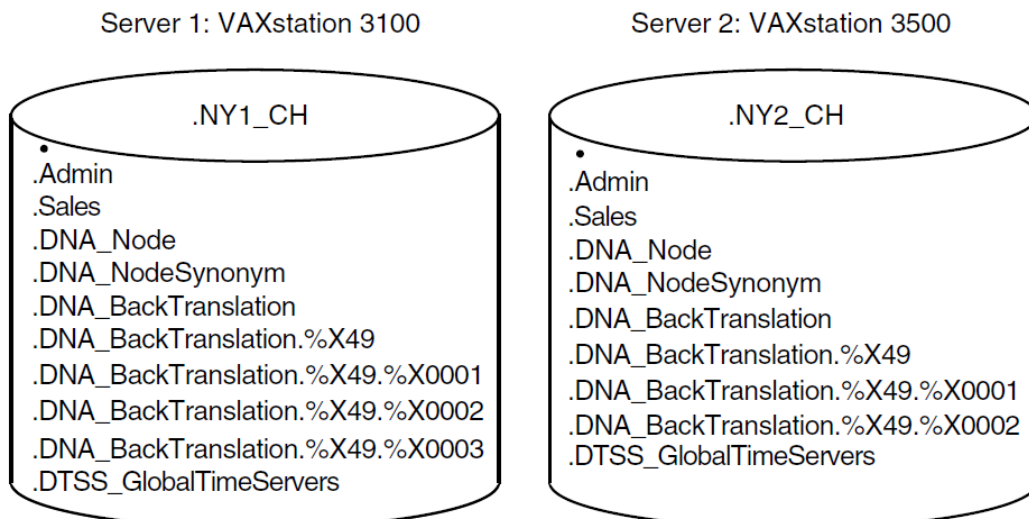 Server 1: VAXstation 3100
.NY1_CH
.
.Admin
.Sales
.DNA_Node
.DNA_NodeSynonym
.DNA_BackTranslation
.DNA_BackTranslation.%X49
.DNA_BackTranslation.%X49.%X0001
.DNA_BackTranslation.%X49.%X0002
.DNA_BackTranslation.%X49.%X0003
.DTSS_GlobalTimeServers
Server 2: VAXstation 3500
.NY2_CH
.
.Admin
.Sales
.DNA_Node
.DNA_NodeSynonym
.DNA_BackTranslation
.DNA_BackTranslation.%X49
.DNA_BackTranslation.%X49.%X0001
.DNA_BackTranslation.%X49.%X0002
.DTSS_GlobalTimeServers